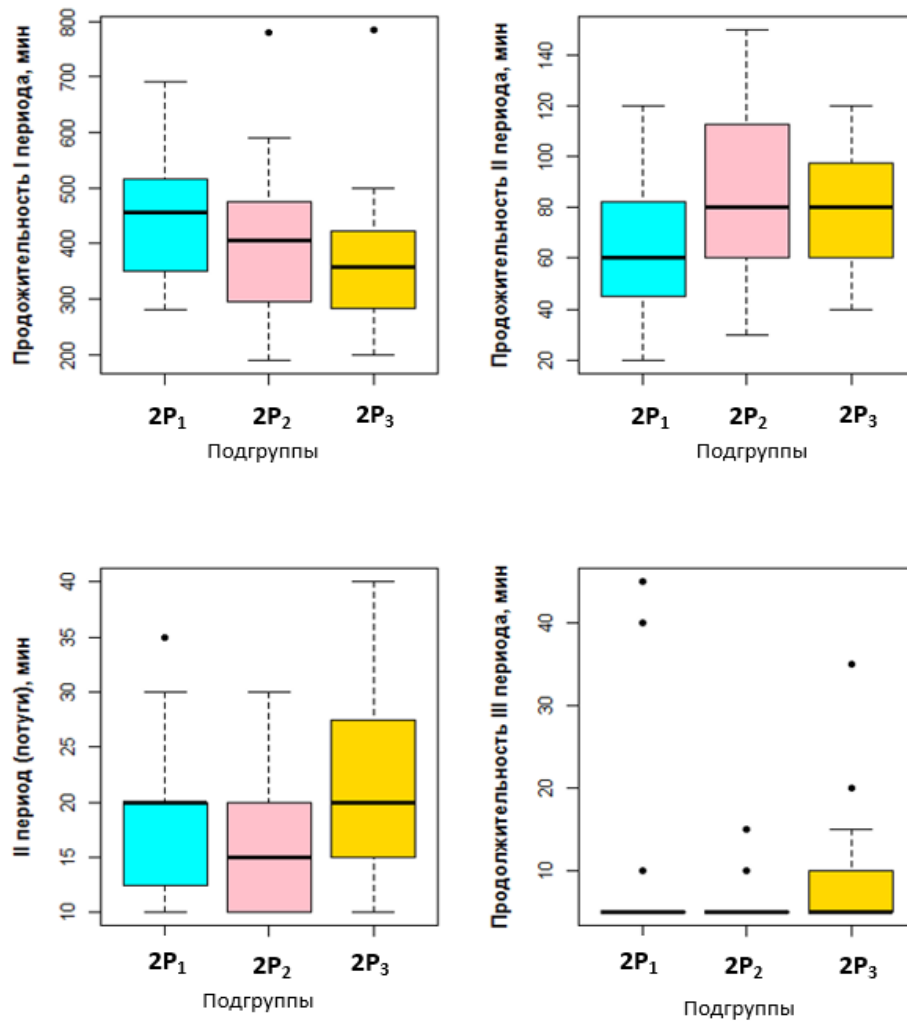 Продожительность I периода, мин
800
700
600
500
400
300
200
2P₁ 2P₂ 2P₃
Подгруппы
Продожительность II периода, мин
140
120
100
80
60
40
20
2P₁ 2P₂ 2P₃
Подгруппы
II период (потуги), мин
40
35
30
25
20
15
10
2P₁ 2P₂ 2P₃
Подгруппы
Продолжительность III периода, мин
40
30
20
10
2P₁ 2P₂ 2P₃
Подгруппы